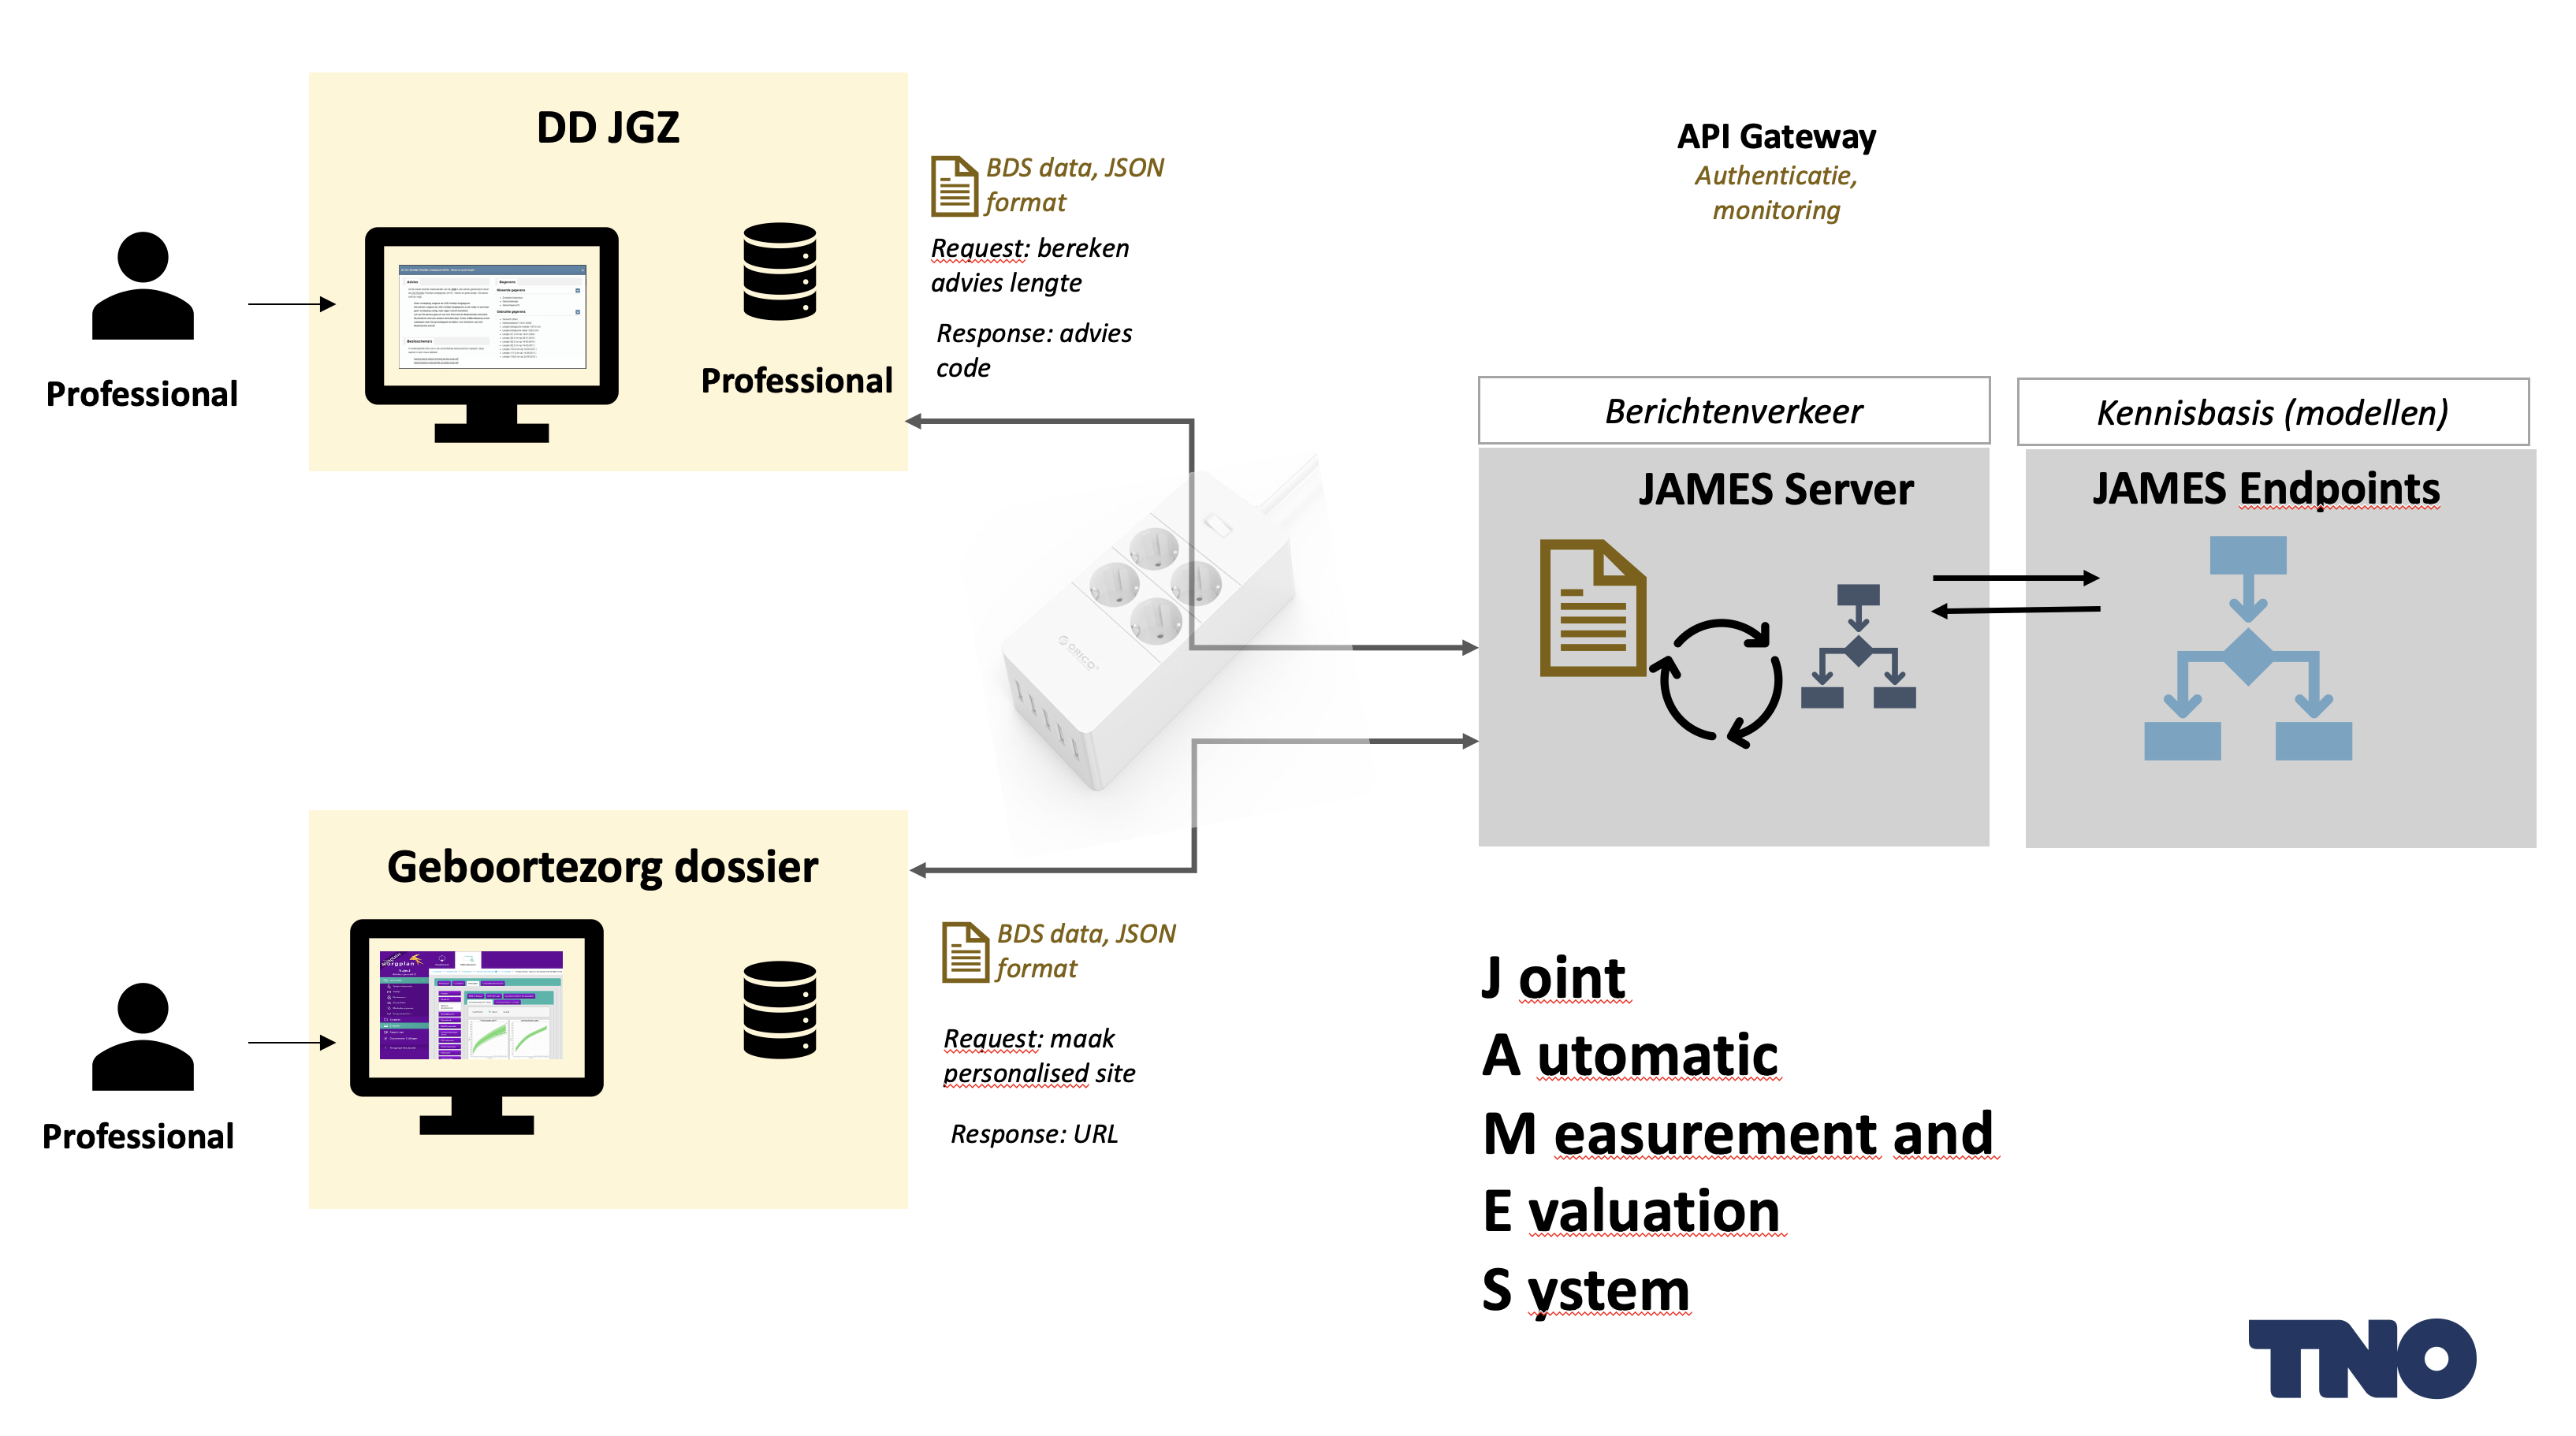 DD JGZ
Professional
Professional
BDS data, JSON
format
Request: bereken
advies lengte
Response: advies
code
API Gateway
Authenticatie,
monitoring
Berichtenverkeer
Kennisbasis (modellen)
JAMES Server
JAMES Endpoints
ORICO
Geboortezorg dossier
Professional
BDS data, JSON
format
Request: maak
personalised site
Response: URL
J oint
A utomatic
M easurement and
E valuation
S ystem
TNO